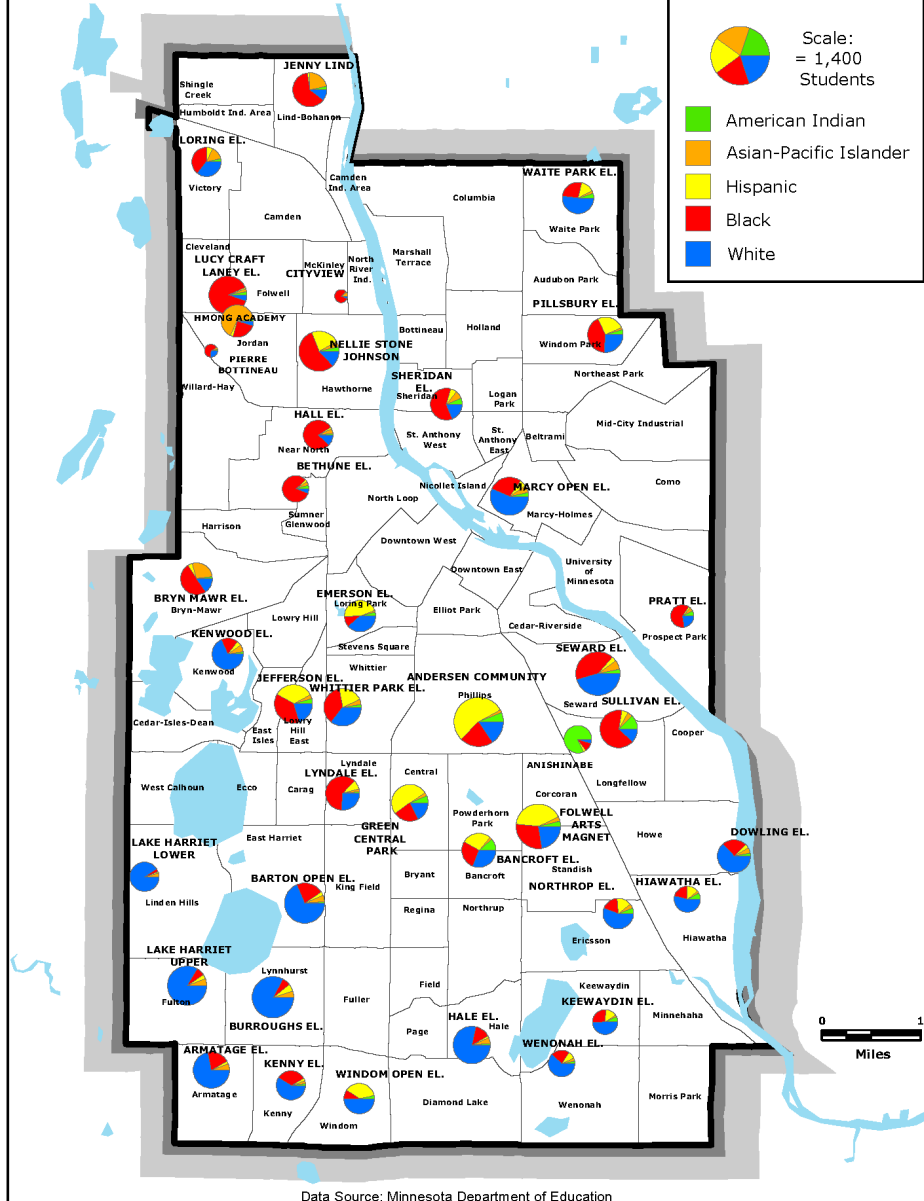 Scale:
= 1,400
Students
American Indian
Asian-Pacific Islander
Hispanic
Black
White
JENNY LIND
Shingle
Creek
Humboldt Ind. Area
Lind-Bohanon
LORING EL.
Victory
Camden
Ind. Area
Camden
WAITE PARK EL.
Columbia
Waite Park
Cleveland
LUCY CRAFT
LANEY EL.
McKinley
CITYVIEW
North
River
Ind.
Folwell
Marshall
Terrace
Audubon Park
PILLSBURY EL.
HMONG ACADEMY
Jordan
PIERRE
BOTTINEAU
NELLIE STONE
JOHNSON
Bottineau
Holland
Windom Park
Northeast Park
Willard-Hay
Hawthorne
SHERIDAN
EL.
Sheridan
Logan
Park
HALL EL.
Near North
St. Anthony
West
St.
Anthony
East
Beltrami
Mid-City Industrial
BETHUNE EL.
Sumner
Glenwood
North Loop
Nicollet Island
MARCY OPEN EL.
Marcy-Holmes
Como
Harrison
Downtown West
Downtown East
University
of
Minnesota
BRYN MAWR EL.
Bryn-Mawr
EMERSON EL.
Loring Park
Elliot Park
PRATT EL.
Prospect Park
Lowry Hill
Cedar-Riverside
KENWOOD EL.
Kenwood
Stevens Square
Whittier
SEWARD EL.
Seward
JEFFERSON EL.
WHITTIER PARK EL.
ANDERSEN COMMUNITY
Phillips
SULLIVAN EL.
Cedar-Isles-Dean
East
Isles
Lowry
Hill
East
Cooper
ANISHINABE
Longfellow
Lyndale
LYNDALE EL.
Central
Corcoran
West Calhoun
Ecco
Carag
GREEN
CENTRAL
PARK
Powderhorn
Park
FOLWELL
ARTS
MAGNET
Howe
DOWLING EL.
LAKE HARRIET
LOWER
East Harriet
BANCROFT EL.
Bancroft
Standish
Linden Hills
BARTON OPEN EL.
King Field
Bryant
NORTHROP EL.
HIAWATHA EL.
Regina
Northrup
Ericsson
Hiawatha
LAKE HARRIET
UPPER
Fulton
Lynnhurst
BURROUGHS EL.
Fuller
Field
Keewaydin
KEEWAYDIN EL.
Minnehaha
Page
HALE EL.
Hale
WENONAH EL.
0 1
Miles
ARMATAGE EL.
Armatage
KENNY EL.
Kenny
WINDOM OPEN EL.
Windom
Diamond Lake
Wenonah
Morris Park
Data Source: Minnesota Department of Education